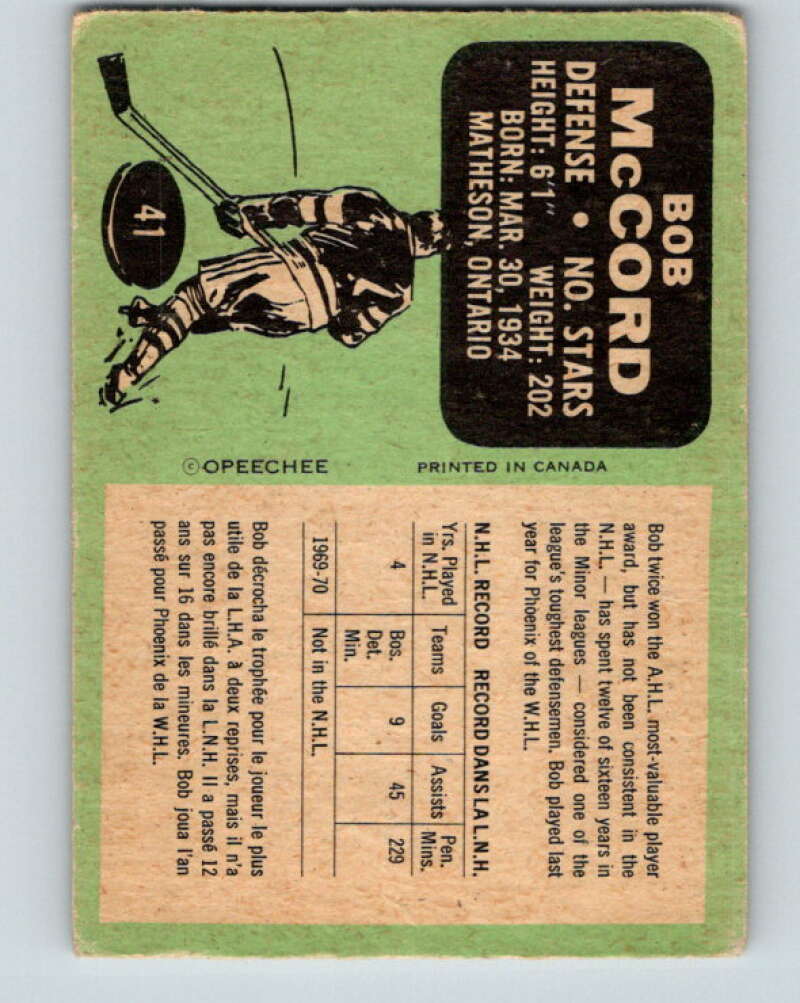 BOB
McCORD
DEFENSE • NO. STARS
HEIGHT: 6'1" WEIGHT: 202
BORN: MAR. 30, 1934
MATHESON, ONTARIO
41
©OPEECHEE
PRINTED IN CANADA
Bob twice won the A.H.L. most-valuable player
award, but has not been consistent in the
N.H.L. — has spent twelve of sixteen years in
the Minor leagues — considered one of the
league's toughest defensemen. Bob played last
year for Phoenix of the W.H.L.
N.H.L. RECORD RECORD DANS LA L.N.H.
Yrs. Played
in N.H.L. Teams Goals Assists Pen.
Mins.
4 Bos. 9 45 229
Det.
Min.
1969-70 Not in the N.H.L.
Bob décrocha le trophée pour le joueur le plus
utile de la L.H.A. à deux reprises, mais il n'a
pas encore brillé dans la L.N.H. Il a passé 12
ans sur 16 dans les mineures. Bob joua l'an
passé pour Phoenix de la W.H.L.